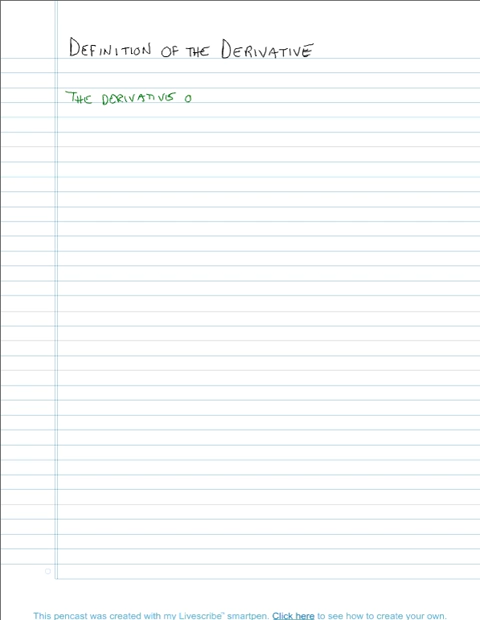 DEFINITION OF THE DERIVATIVE
THE DERIVATIVE O
This pencast was created with my Livescribe™ smartpen. Click here to see how to create your own.